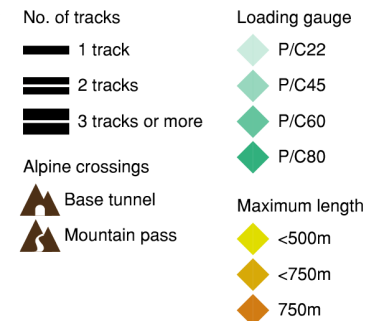 No. of tracks
1 track
2 tracks
3 tracks or more
Alpine crossings
Base tunnel
Mountain pass
Loading gauge
P/C22
P/C45
P/C60
P/C80
Maximum length
<500m
<750m
750m